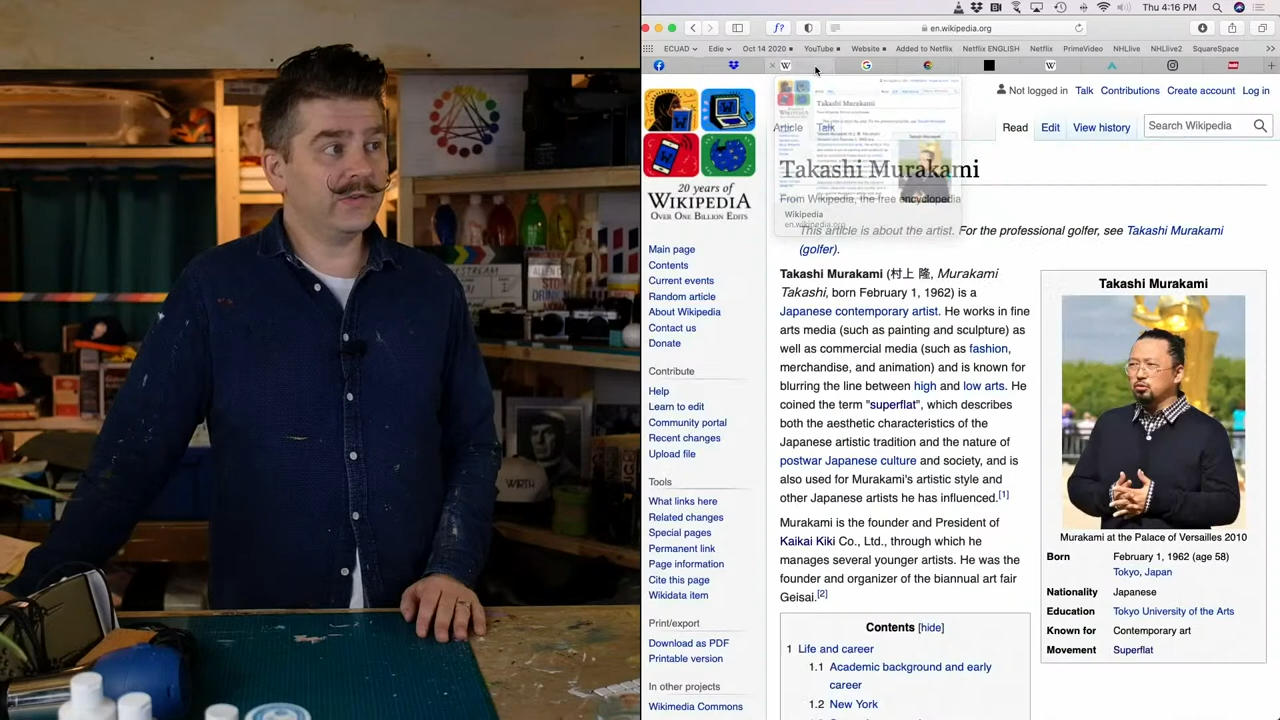 STREAM
ALLEN'S
STOP
DRINK
WIRTH
Thu 4:16 PM
en.wikipedia.org
ECUAD
Edie
Oct 14 2020
YouTube
Website
Added to Netflix
Netflix ENGLISH
Netflix
PrimeVideo
NHLlive
NHLlive2
SquareSpace
Not logged in Talk Contributions Create account Log in
Article Talk
Read Edit View history
Search Wikipedia
20 years of
WIKIPEDIA
OVER ONE BILLION EDITS
Main page
Contents
Current events
Random article
About Wikipedia
Contact us
Donate
Contribute
Help
Learn to edit
Community portal
Recent changes
Upload file
Tools
What links here
Related changes
Special pages
Permanent link
Page information
Cite this page
Wikidata item
Print/export
Download as PDF
Printable version
In other projects
Wikimedia Commons
Takashi Murakami
Wikipedia
en.wikipedia.org
Takashi Murakami
From Wikipedia, the free encyclopedia
This article is about the artist. For the professional golfer, see Takashi Murakami
(golfer).
Takashi Murakami (村上 隆, Murakami
Takashi, born February 1, 1962) is a
Japanese contemporary artist. He works in fine
arts media (such as painting and sculpture) as
well as commercial media (such as fashion,
merchandise, and animation) and is known for
blurring the line between high and low arts. He
coined the term "superflat", which describes
both the aesthetic characteristics of the
Japanese artistic tradition and the nature of
postwar Japanese culture and society, and is
also used for Murakami's artistic style and
other Japanese artists he has influenced.[1]
Murakami is the founder and President of
Kaikai Kiki Co., Ltd., through which he
manages several younger artists. He was the
founder and organizer of the biannual art fair
Geisai.[2]
Contents [hide]
1 Life and career
1.1 Academic background and early
career
1.2 New York
Takashi Murakami
Murakami at the Palace of Versailles 2010
Born February 1, 1962 (age 58)
Tokyo, Japan
Nationality Japanese
Education Tokyo University of the Arts
Known for Contemporary art
Movement Superflat